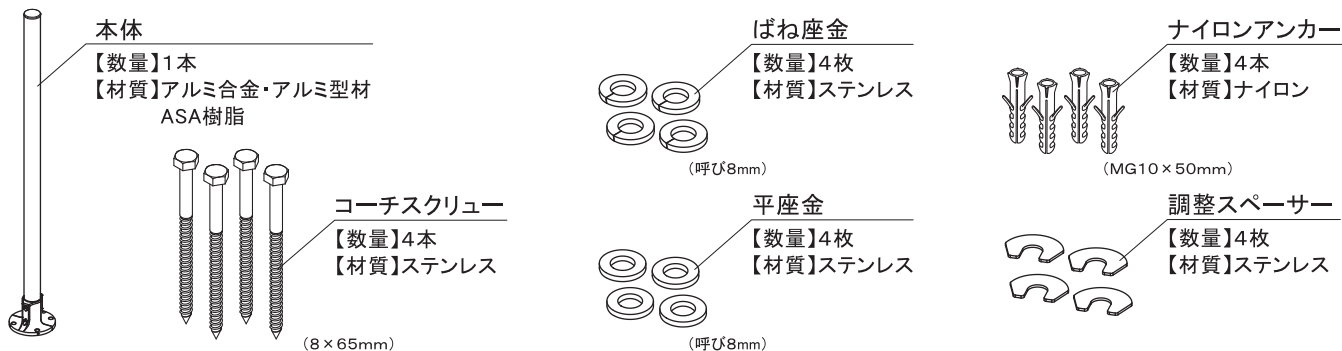 本体
【数量】1本
【材質】アルミ合金・アルミ型材
ASA樹脂
コーチスクリュー
【数量】4本
【材質】ステンレス
(8×65mm)
ばね座金
【数量】4枚
【材質】ステンレス
(呼び8mm)
平座金
【数量】4枚
【材質】ステンレス
(呼び8mm)
ナイロンアンカー
【数量】4本
【材質】ナイロン
(MG10×50mm)
調整スペーサー
【数量】4枚
【材質】ステンレス